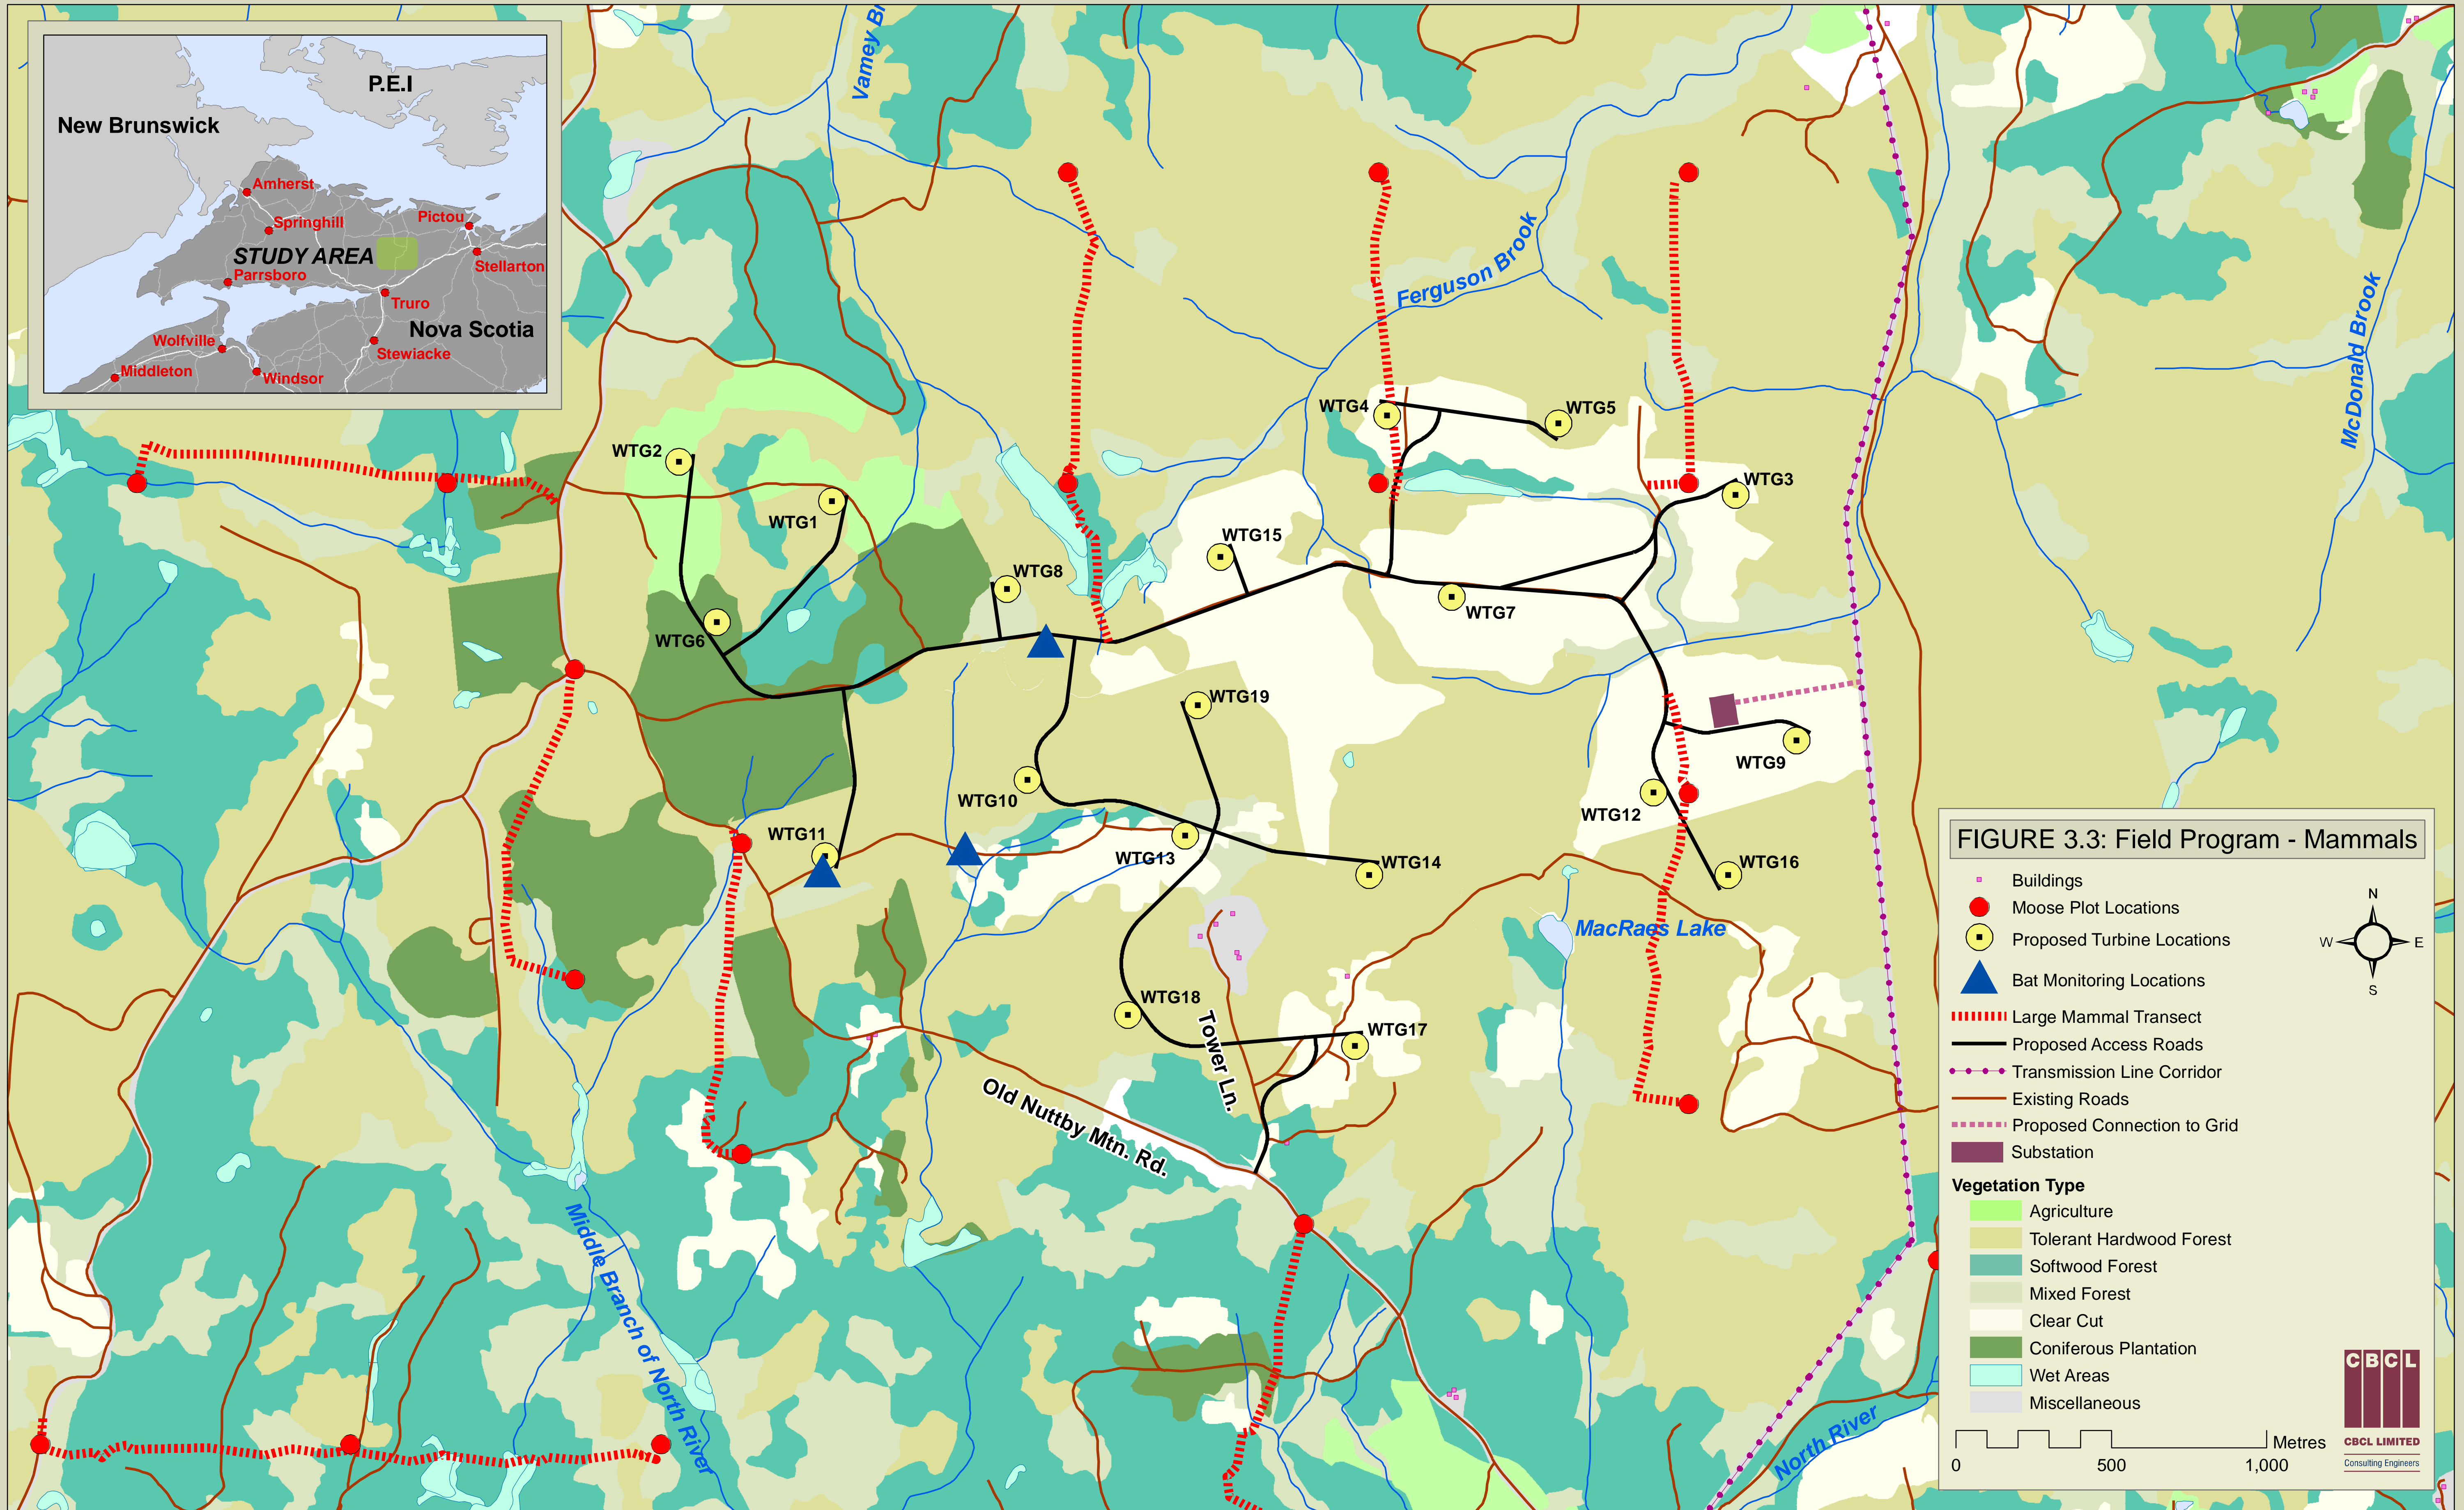 Vamey Br
P.E.I
New Brunswick
Amherst
Springhill
Pictou
STUDY AREA
Stellarton
Parrsboro
Truro
Nova Scotia
Wolfville
Stewiacke
Middleton
Windsor
Ferguson Brook
McDonald Brook
WTG4
WTG5
WTG2
WTG3
WTG1
WTG15
WTG8
WTG7
WTG6
WTG19
WTG9
WTG10
WTG12
WTG11
WTG13
WTG14
WTG16
MacRaes Lake
WTG18
WTG17
Tower Ln.
Old Nuttby Mtn. Rd.
Middle Branch of North River
North River
FIGURE 3.3: Field Program - Mammals
Buildings
Moose Plot Locations
Proposed Turbine Locations
Bat Monitoring Locations
Large Mammal Transect
Proposed Access Roads
Transmission Line Corridor
Existing Roads
Proposed Connection to Grid
Substation
N
W E
S
Vegetation Type
Agriculture
Tolerant Hardwood Forest
Softwood Forest
Mixed Forest
Clear Cut
Coniferous Plantation
Wet Areas
Miscellaneous
Metres
0 500 1,000
CBCL
CBCL LIMITED
Consulting Engineers